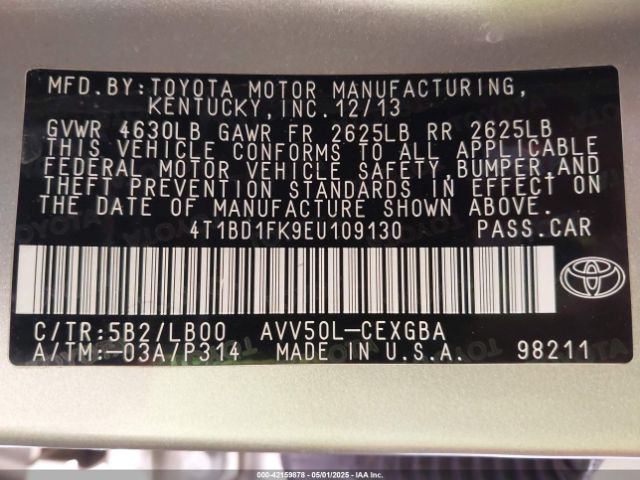 MFD. BY: TOYOTA MOTOR MANUFACTURING,
KENTUCKY, INC. 12/13
GVWR 4630LB GAWR FR 2625LB RR 2625LB
THIS VEHICLE CONFORMS TO ALL APPLICABLE
FEDERAL MOTOR VEHICLE SAFETY, BUMPER, AND
THEFT PREVENTION STANDARDS IN EFFECT ON
THE DATE OF MANUFACTURE SHOWN ABOVE.
4T1BD1FK9EU109130 PASS. CAR
C/TR: 5B2/LB00 AVV50L-CEXGBA
A/TM: -03A/P314 MADE IN U.S.A. 98211
TOYOTA
000-42159878 - 05/01/2025 - IAA Inc.